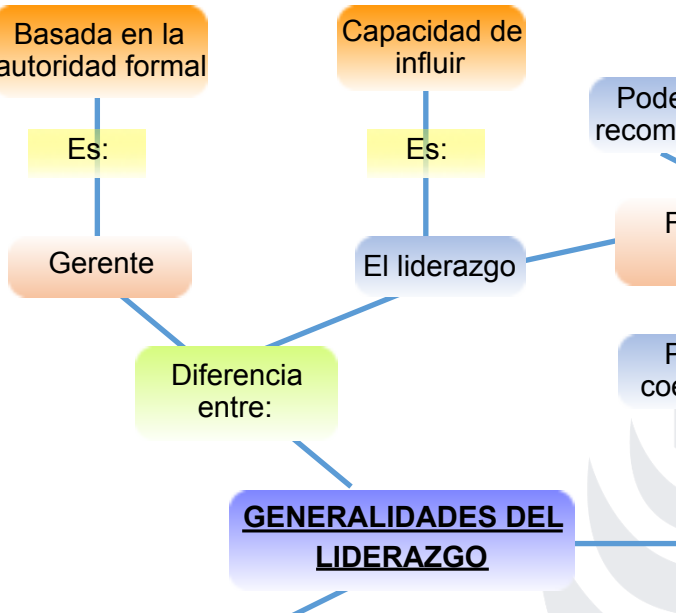 Basada en la
autoridad formal
Capacidad de
influir
Es:
Es:
Gerente
El liderazgo
Diferencia
entre:
GENERALIDADES DEL
LIDERAZGO